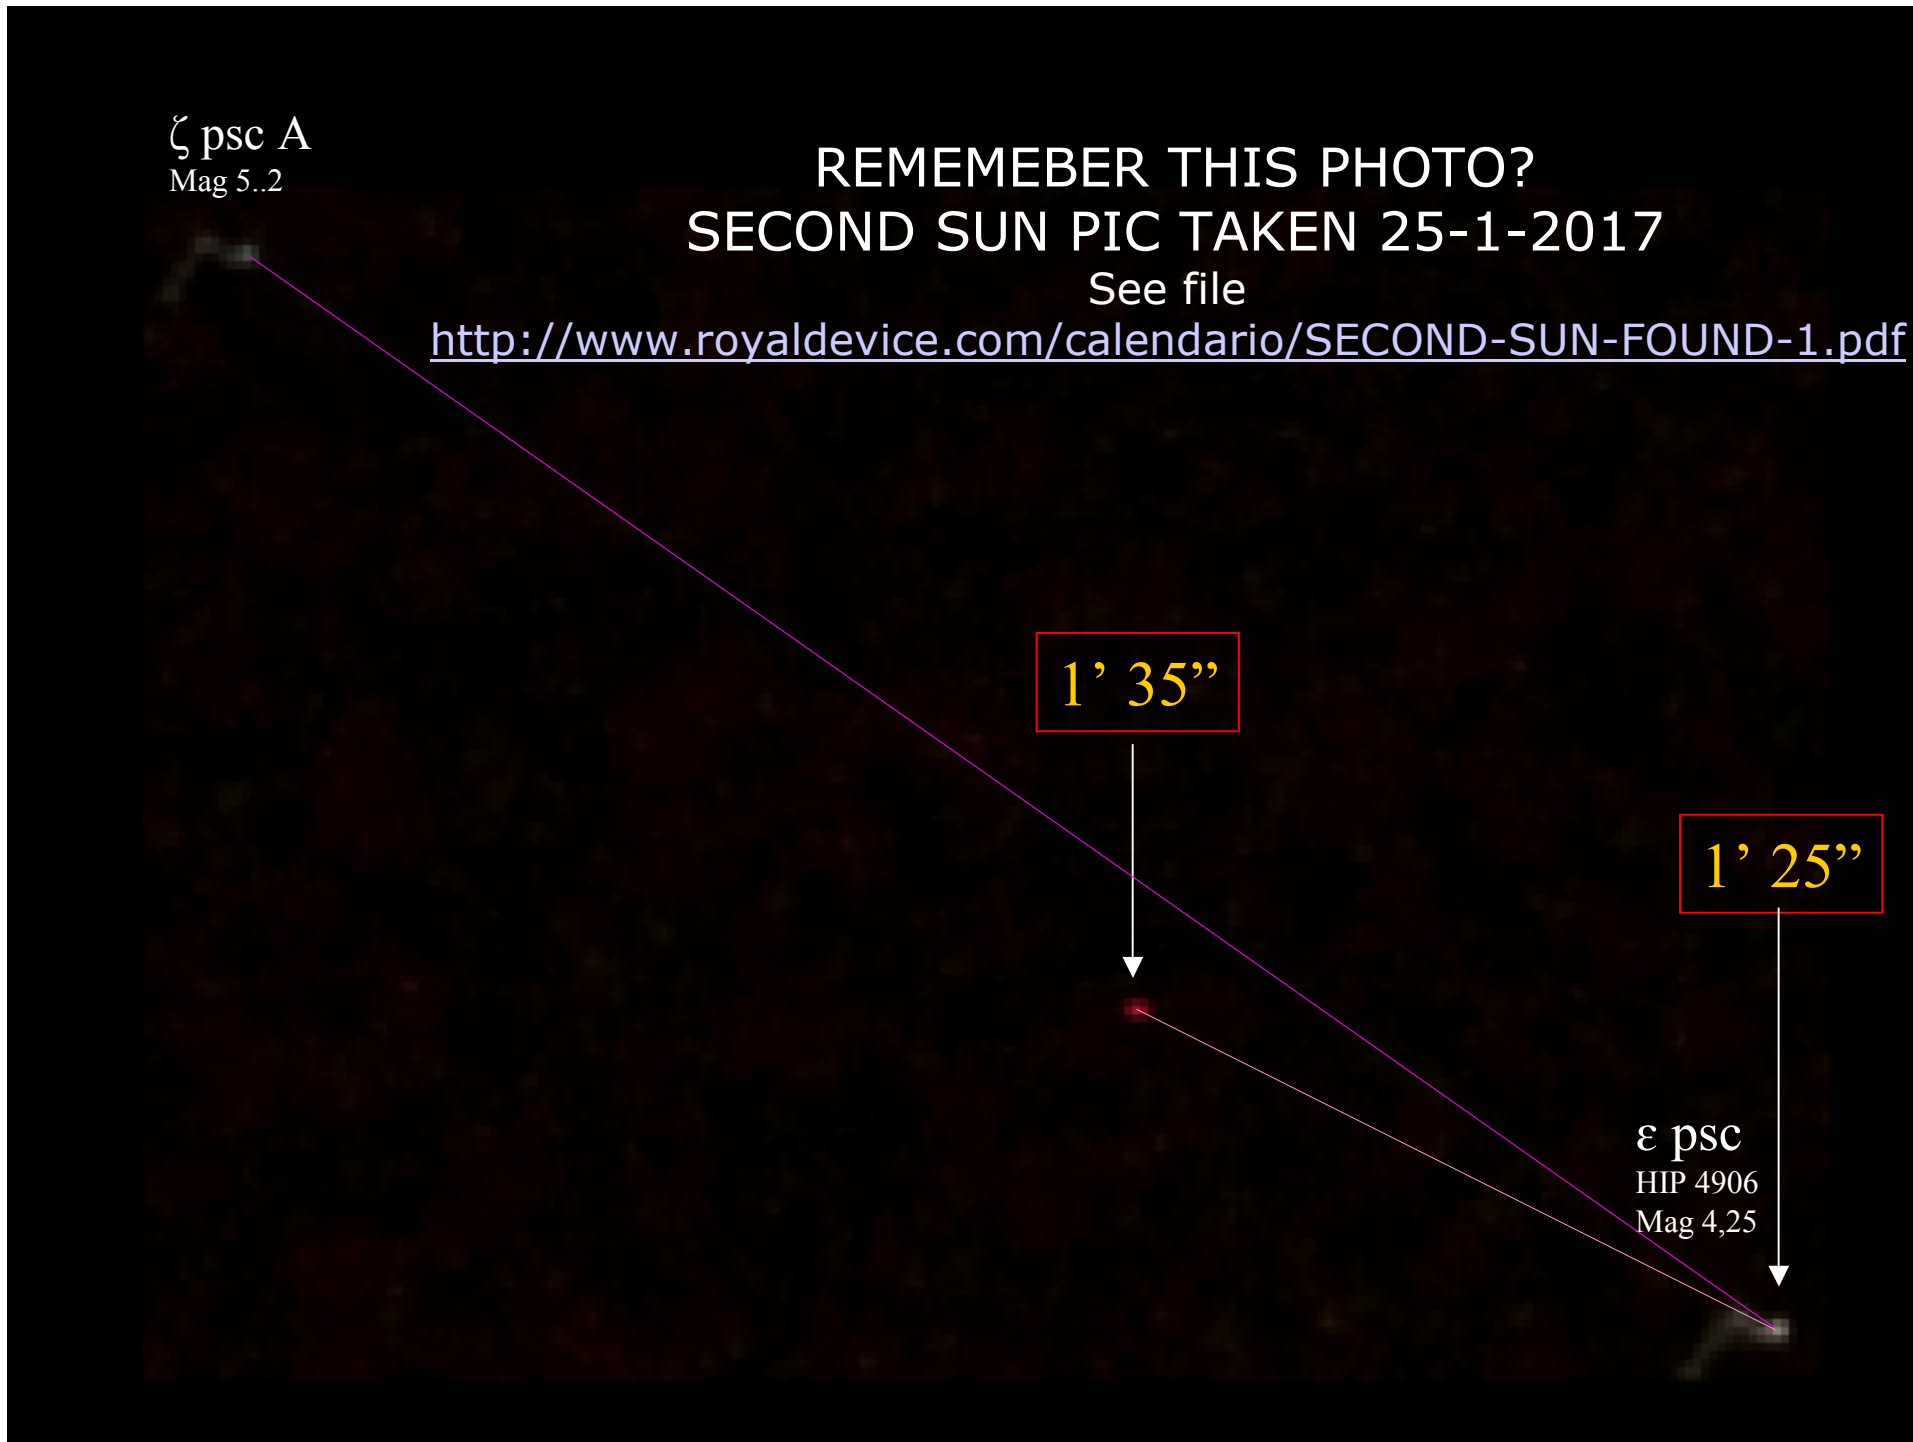 ζ psc A
Mag 5..2
REMEMEBER THIS PHOTO?
SECOND SUN PIC TAKEN 25-1-2017
See file
http://www.royaldevice.com/calendario/SECOND-SUN-FOUND-1.pdf
1’ 35”
1’ 25”
ε psc
HIP 4906
Mag 4,25